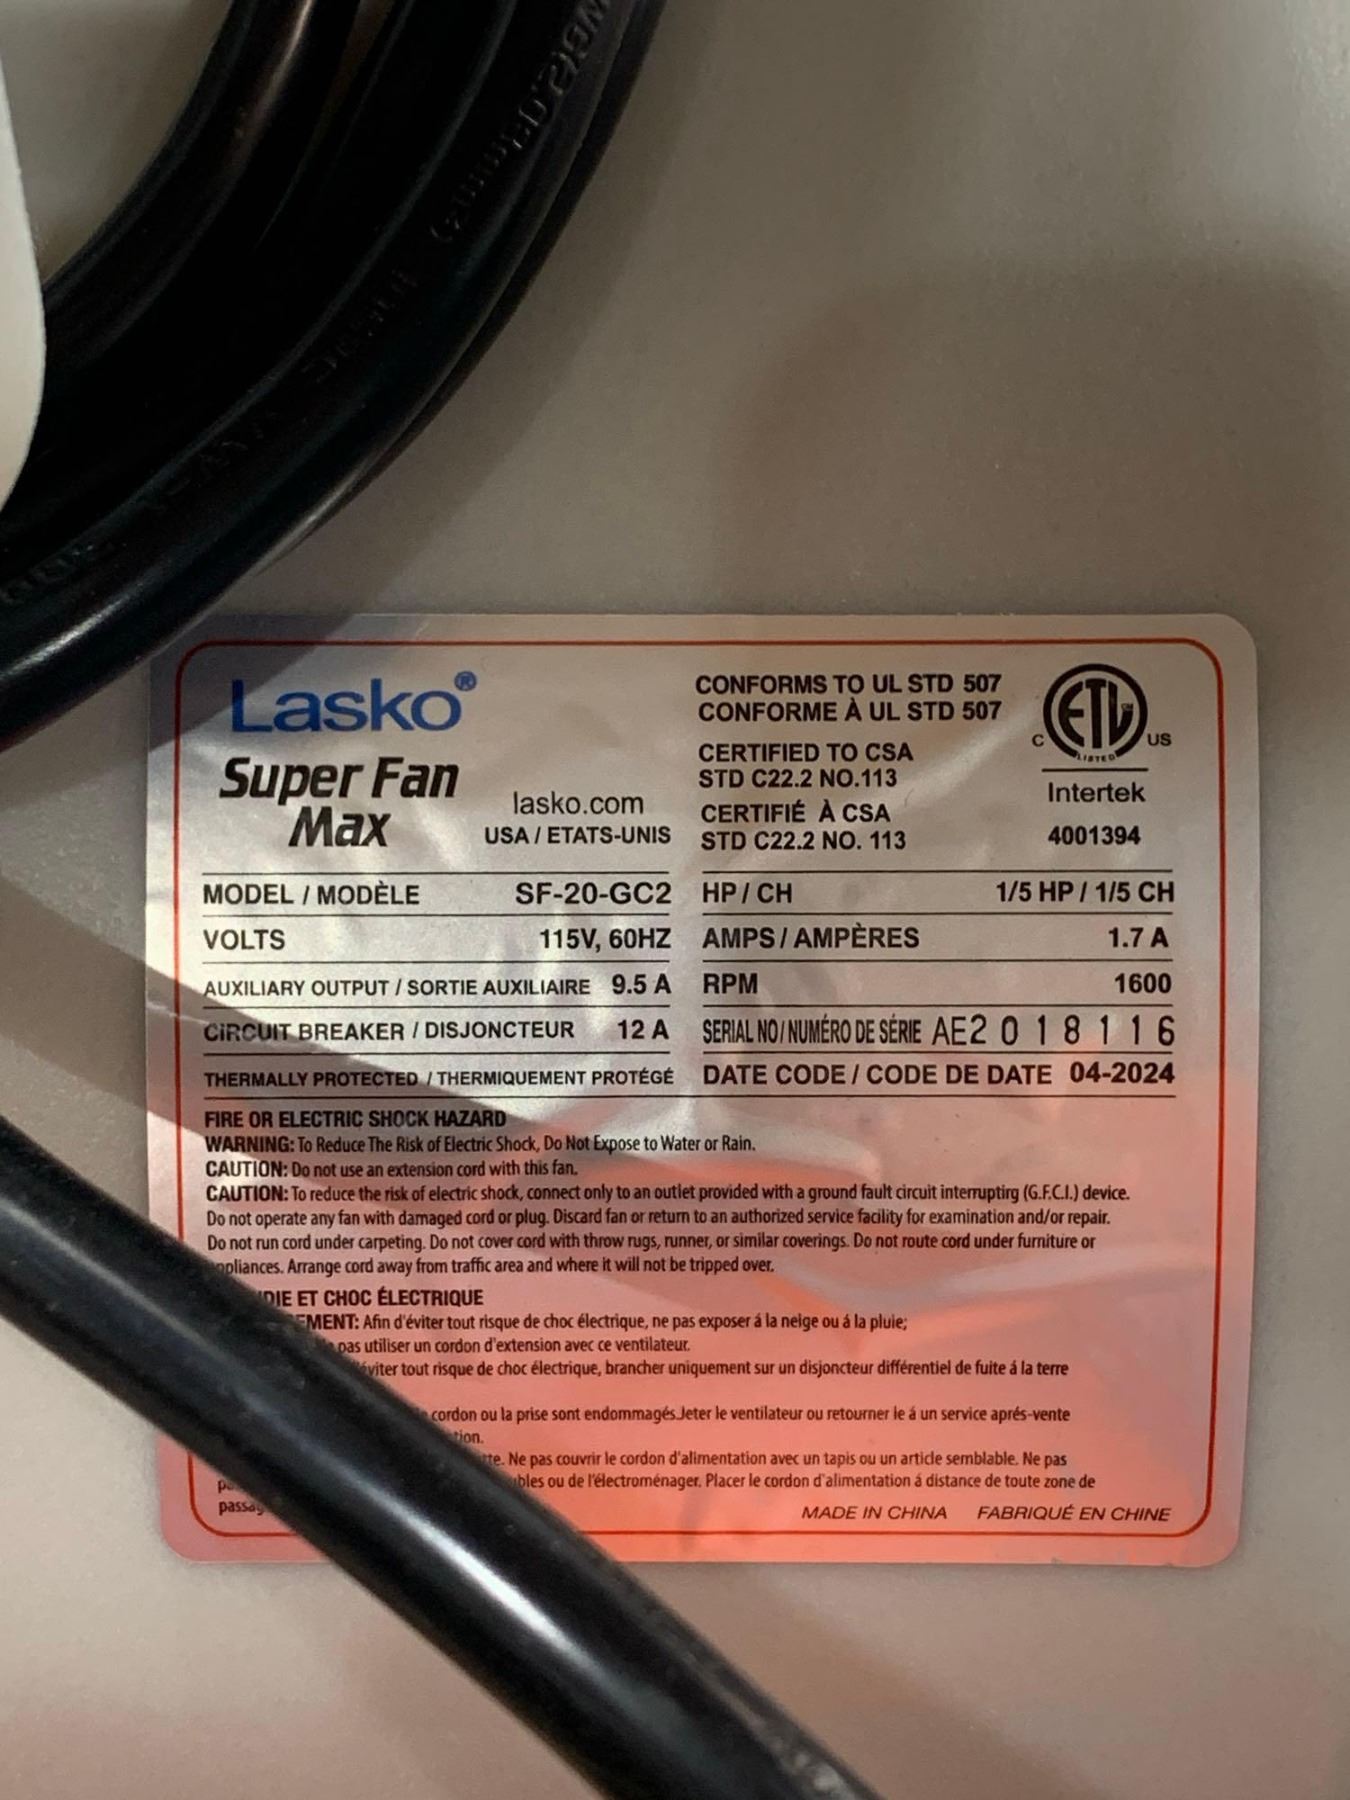 Lasko®
Super Fan
Max
lasko.com
USA / ETATS-UNIS
CONFORMS TO UL STD 507
CONFORME À UL STD 507
CERTIFIED TO CSA
STD C22.2 NO.113
CERTIFIÉ À CSA
STD C22.2 NO. 113
ETL
C US
LISTED
Intertek
4001394
MODEL / MODÈLE SF-20-GC2
VOLTS 115V, 60HZ
AUXILIARY OUTPUT / SORTIE AUXILIAIRE 9.5 A
CIRCUIT BREAKER / DISJONCTEUR 12 A
THERMALLY PROTECTED / THERMIQUEMENT PROTÉGÉ
HP / CH 1/5 HP / 1/5 CH
AMPS / AMPÈRES 1.7 A
RPM 1600
SERIAL NO/ NUMÉRO DE SÉRIE AE2 0 1 8 1 1 6
DATE CODE / CODE DE DATE 04-2024
FIRE OR ELECTRIC SHOCK HAZARD
WARNING: To Reduce The Risk of Electric Shock, Do Not Expose to Water or Rain.
CAUTION: Do not use an extension cord with this fan.
CAUTION: To reduce the risk of electric shock, connect only to an outlet provided with a ground fault circuit interruptirg (G.F.C.I.) device.
Do not operate any fan with damaged cord or plug. Discard fan or return to an authorized service facility for examination and/or repair.
Do not run cord under carpeting. Do not cover cord with throw rugs, runner, or similar coverings. Do not route cord under furniture or
Arrange cord away from traffic area and where it will not be tripped over.
ET CHOC ÉLECTRIQUE
Afin d'éviter tout risque de choc électrique, ne pas exposer á la neige ou á la pluie;
pas utiliser un cordon d'extension avec ce ventilateur.
tout risque de choc électrique, brancher uniquement sur un disjoncteur différentiel de fuite á la terre
cordon ou la prise sont endommagés.Jeter le ventilateur ou retourner le á un service aprés-vente
Ne pas couvrir le cordon d'alimentation avec un tapis ou un article semblable. Ne pas
ou de l'électroménager. Placer le cordon d'alimentation á distance de toute zone de
MADE IN CHINA FABRIQUÉ EN CHINE